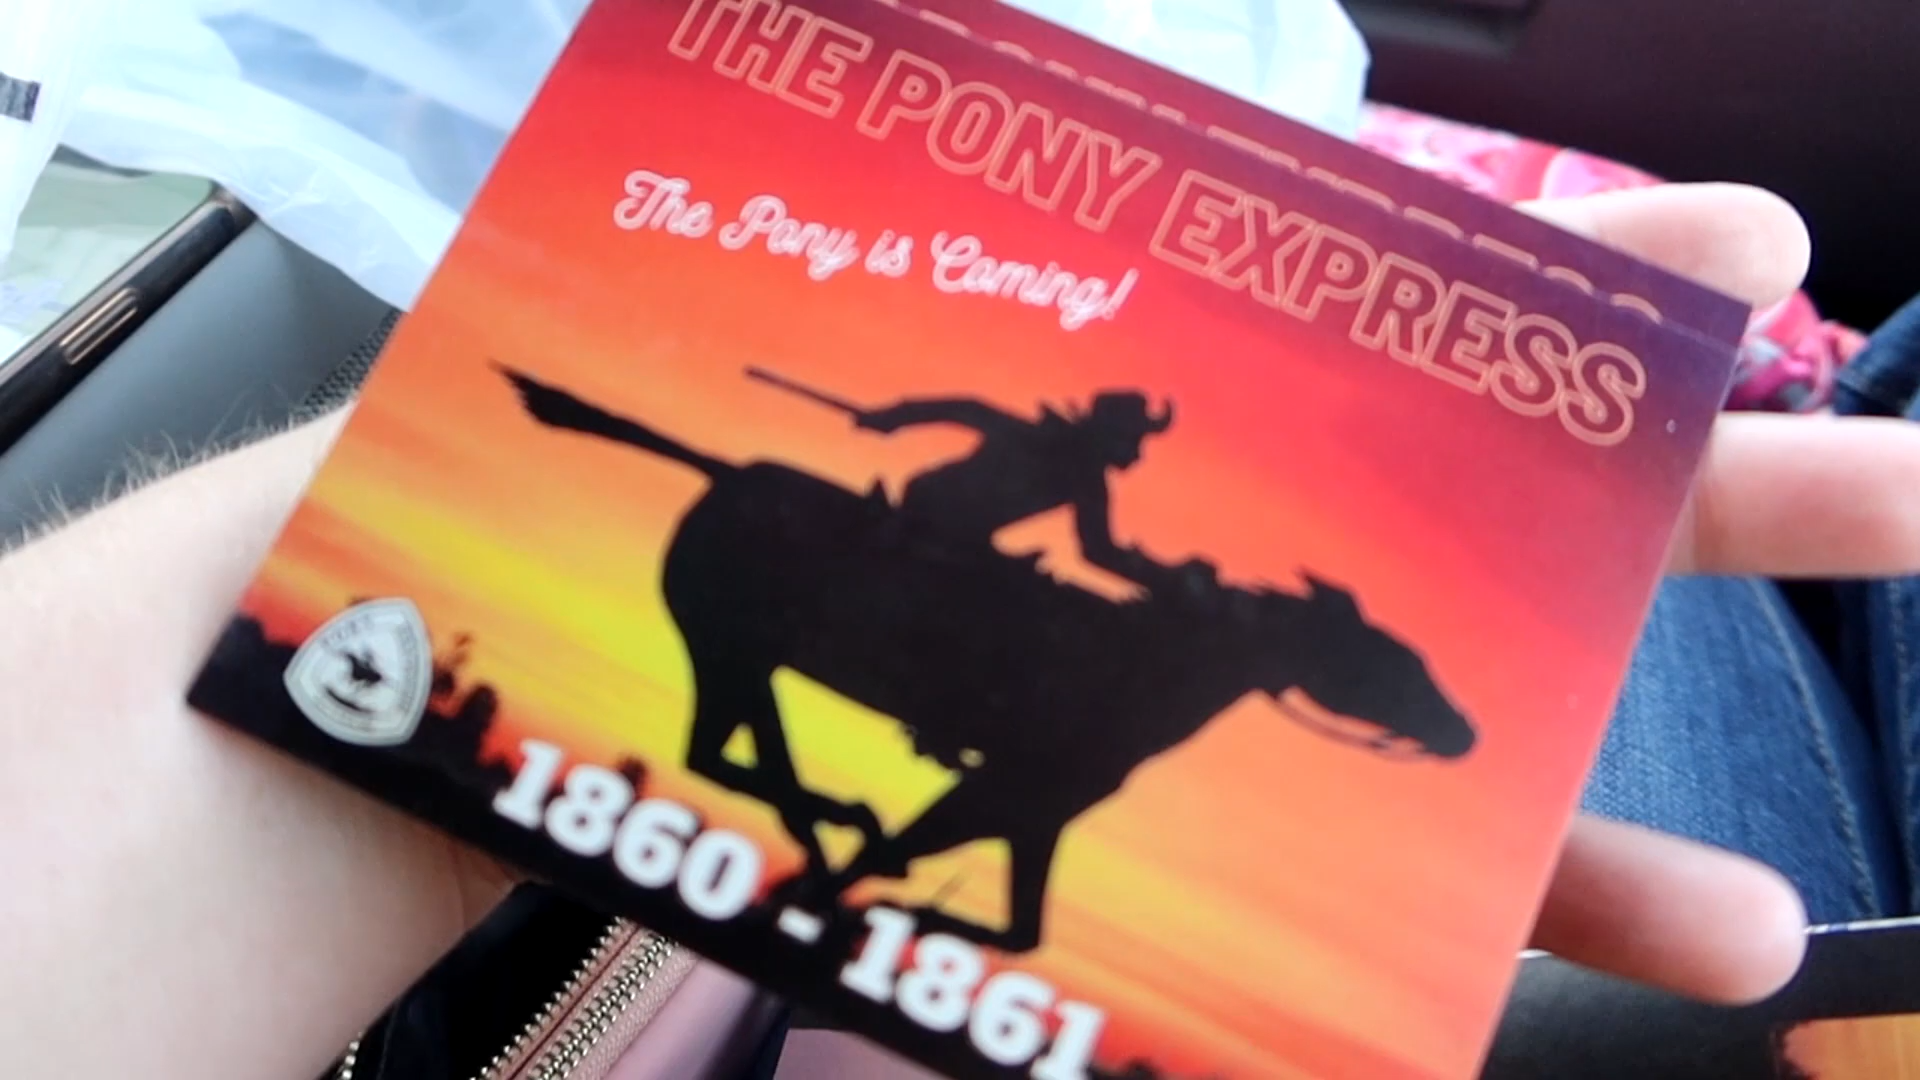 THE PONY EXPRESS
The Pony is Coming!
1860 - 1861